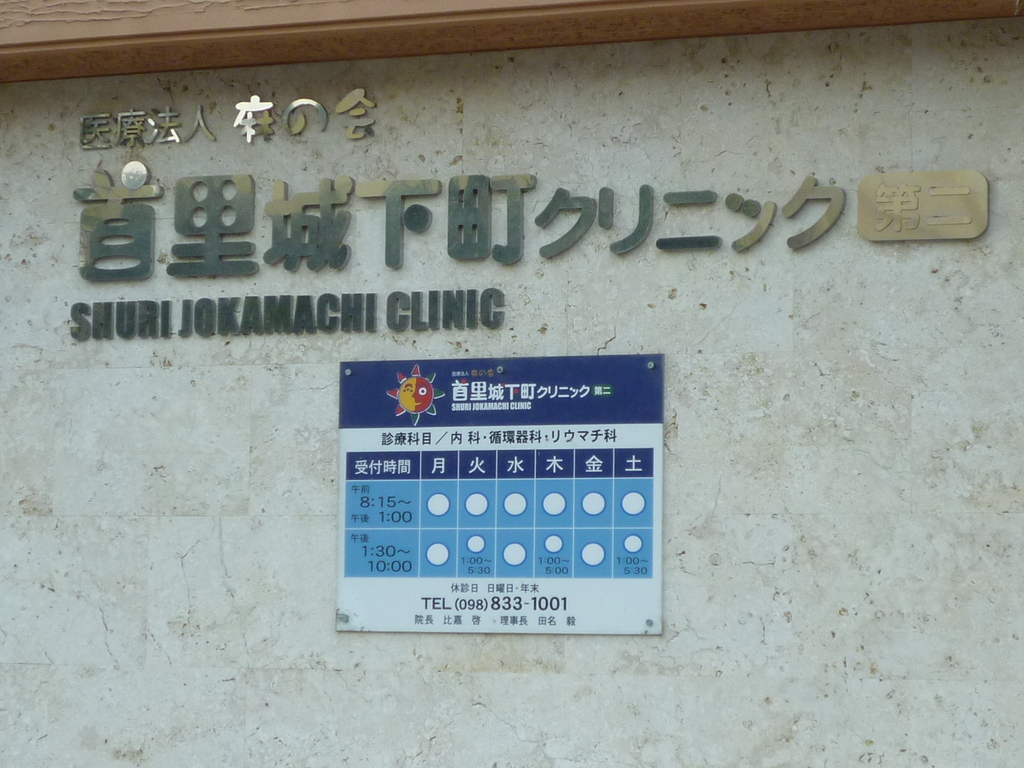 医療法人 麻の会
首里城下町クリニック 第二
SHURI JOKAMACHI CLINIC
医療法人 麻の会
首里城下町クリニック 第二
SHURI JOKAMACHI CLINIC
診療科目/内科・循環器科・リウマチ科
受付時間 月 火 水 木 金 土
午前 8:15〜
午後 1:00
午後 1:30〜 10:00
1:00〜 5:30 1:00〜 5:00 1:00〜 5:30
休診日 日曜日・年末
TEL (098) 833-1001
院長 比嘉 啓 理事長 田名 毅